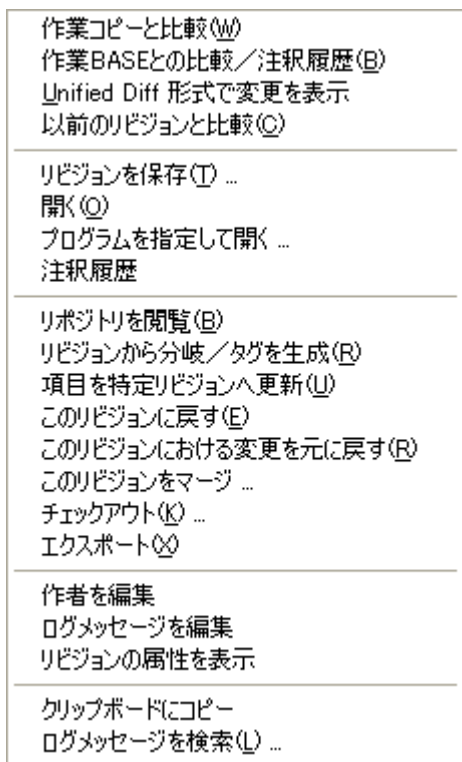 作業コピーと比較(W)
作業BASEとの比較／注釈履歴(B)
Unified Diff 形式で変更を表示
以前のリビジョンと比較(C)
リビジョンを保存(T) ...
開く(O)
プログラムを指定して開く ...
注釈履歴
リポジトリを閲覧(B)
リビジョンから分岐／タグを生成(R)
項目を特定リビジョンへ更新(U)
このリビジョンに戻す(E)
このリビジョンにおける変更を元に戻す(R)
このリビジョンをマージ ...
チェックアウト(K) ...
エクスポート(X)
作者を編集
ログメッセージを編集
リビジョンの属性を表示
クリップボードにコピー
ログメッセージを検索(L) ...